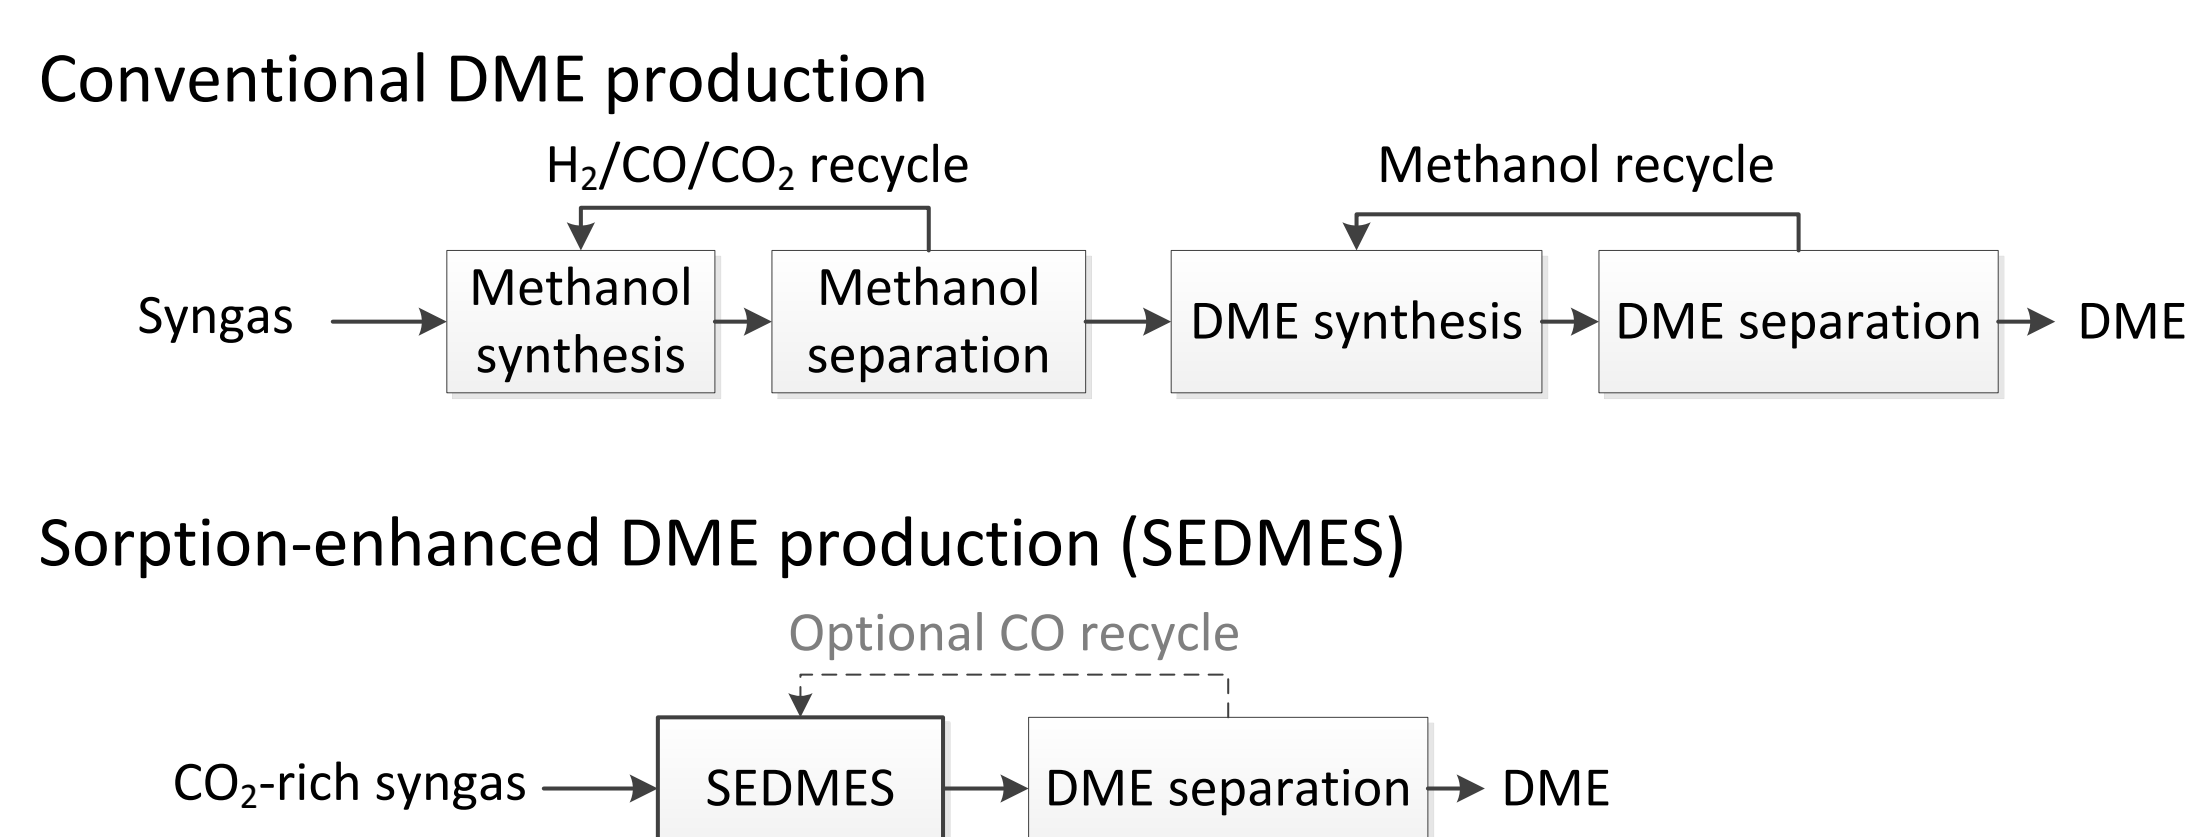 Conventional DME production
H₂/CO/CO₂ recycle
Methanol recycle
Syngas
Methanol
synthesis
Methanol
separation
DME synthesis
DME separation
DME
Sorption-enhanced DME production (SEDMES)
Optional CO recycle
CO₂-rich syngas
SEDMES
DME separation
DME